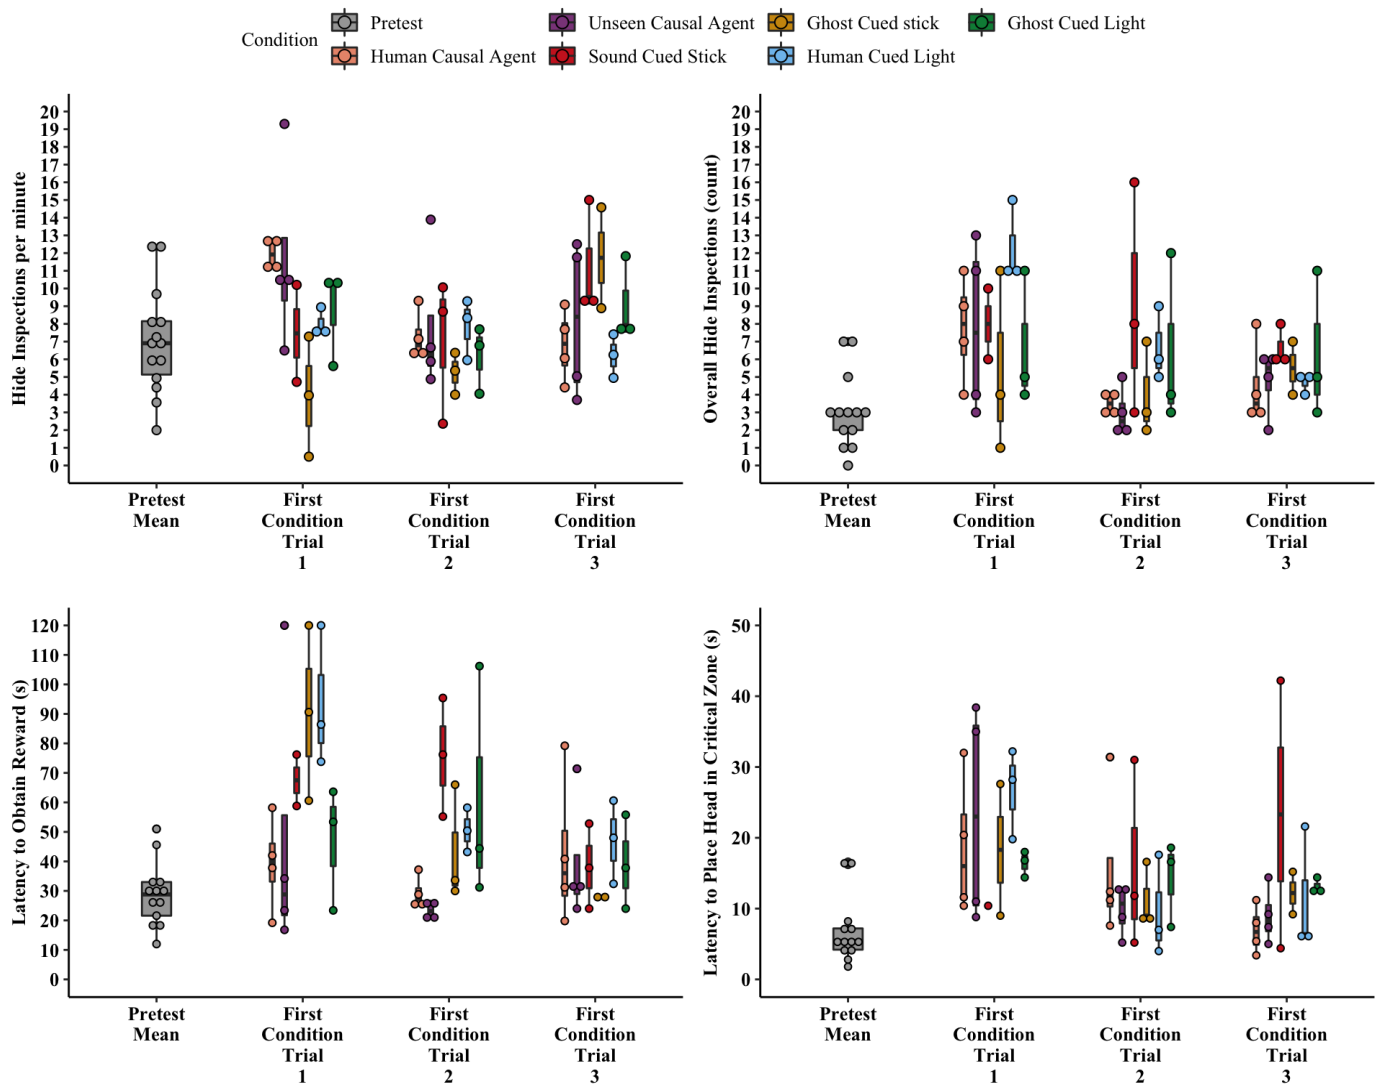 Condition
Pretest
Unseen Causal Agent
Ghost Cued stick
Ghost Cued Light
Human Causal Agent
Sound Cued Stick
Human Cued Light
Hide Inspections per minute
20
19
18
17
16
15
14
13
12
11
10
9
8
7
6
5
4
3
2
1
0
Pretest
Mean
First
Condition
Trial
1
First
Condition
Trial
2
First
Condition
Trial
3
Overall Hide Inspections (count)
20
19
18
17
16
15
14
13
12
11
10
9
8
7
6
5
4
3
2
1
0
Pretest
Mean
First
Condition
Trial
1
First
Condition
Trial
2
First
Condition
Trial
3
Latency to Obtain Reward (s)
120
110
100
90
80
70
60
50
40
30
20
10
0
Pretest
Mean
First
Condition
Trial
1
First
Condition
Trial
2
First
Condition
Trial
3
Latency to Place Head in Critical Zone (s)
50
40
30
20
10
0
Pretest
Mean
First
Condition
Trial
1
First
Condition
Trial
2
First
Condition
Trial
3